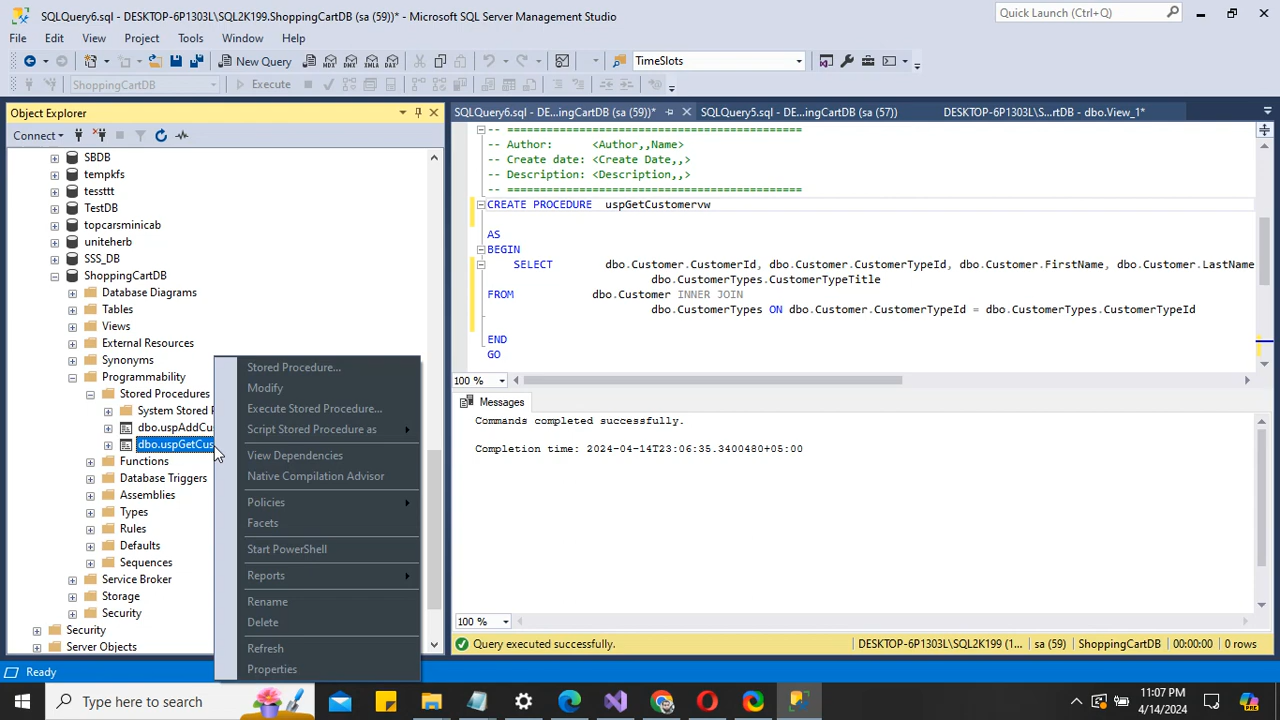 SQLQuery6.sql - DESKTOP-6P1303L\SQL2K199.ShoppingCartDB (sa (59))* - Microsoft SQL Server Management Studio
Quick Launch (Ctrl+Q)
File Edit View Project Tools Window Help
New Query
MDX DMX XMLA DAX
TimeSlots
ShoppingCartDB
Execute
Object Explorer
Connect
SBDB
tempkfs
tessttt
TestDB
topcarsminicab
uniteherb
SSS_DB
ShoppingCartDB
Database Diagrams
Tables
Views
External Resources
Synonyms
Programmability
Stored Procedures
System Stored
dbo.uspAddCu
dbo.uspGetCus
Functions
Database Triggers
Assemblies
Types
Rules
Defaults
Sequences
Service Broker
Storage
Security
Security
Server Objects
Stored Procedure...
Modify
Execute Stored Procedure...
Script Stored Procedure as
View Dependencies
Native Compilation Advisor
Policies
Facets
Start PowerShell
Reports
Rename
Delete
Refresh
Properties
SQLQuery6.sql - DE...ingCartDB (sa (59))*
SQLQuery5.sql - DE...ingCartDB (sa (57))
DESKTOP-6P1303L\S...rtDB - dbo.View_1*
-- =============================================
-- Author: <Author,,Name>
-- Create date: <Create Date,,>
-- Description: <Description,,>
-- =============================================
CREATE PROCEDURE uspGetCustomervw
AS
BEGIN
SELECT dbo.Customer.CustomerId, dbo.Customer.CustomerTypeId, dbo.Customer.FirstName, dbo.Customer.LastName
dbo.CustomerTypes.CustomerTypeTitle
FROM dbo.Customer INNER JOIN
dbo.CustomerTypes ON dbo.Customer.CustomerTypeId = dbo.CustomerTypes.CustomerTypeId
END
GO
100 %
Messages
Commands completed successfully.
Completion time: 2024-04-14T23:06:35.3400480+05:00
100 %
Query executed successfully.
DESKTOP-6P1303L\SQL2K199 (1...
sa (59)
ShoppingCartDB
00:00:00
0 rows
Ready
Type here to search
11:07 PM
4/14/2024